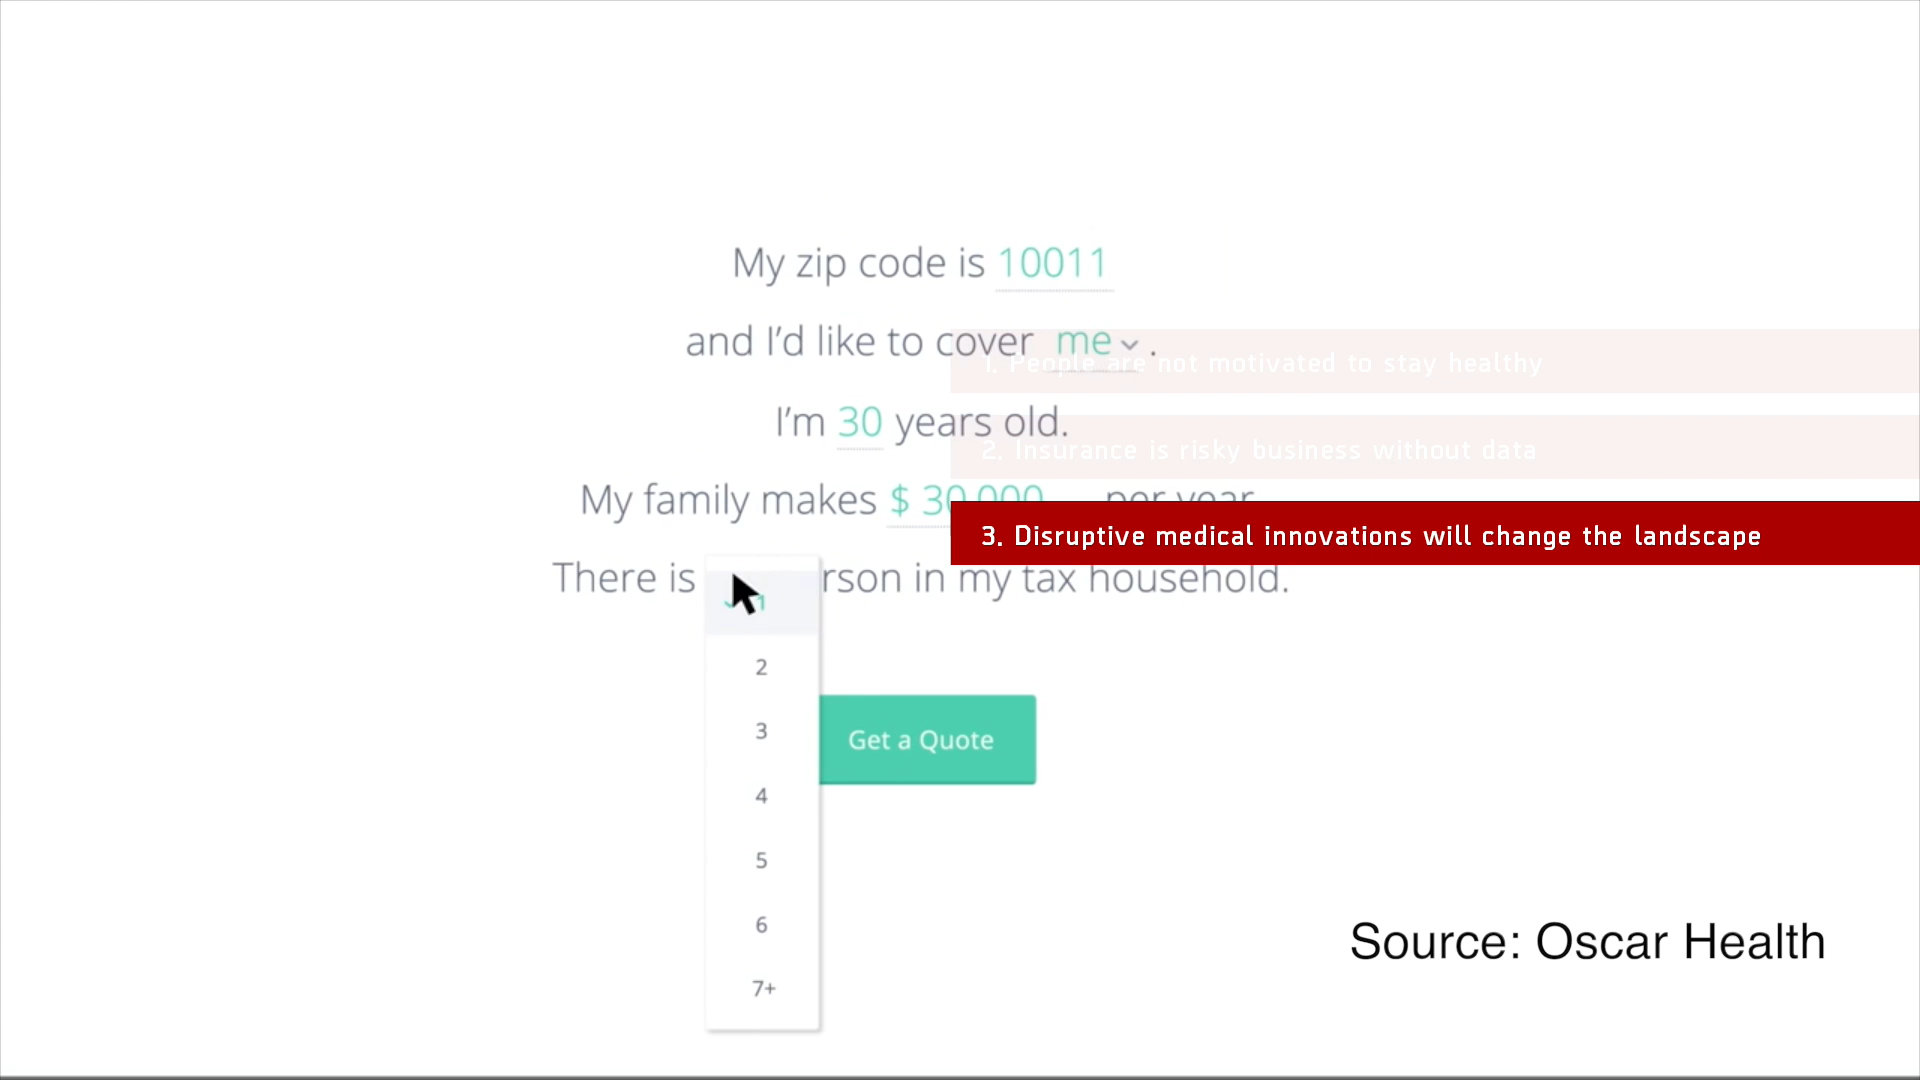 My zip code is 10011
and I'd like to cover me .
1. People are not motivated to stay healthy
I'm 30 years old.
2. Insurance is risky business without data
My family makes $ 30,000 per year
3. Disruptive medical innovations will change the landscape
There is rson in my tax household.
1
2
3
4
5
6
7+
Get a Quote
Source: Oscar Health